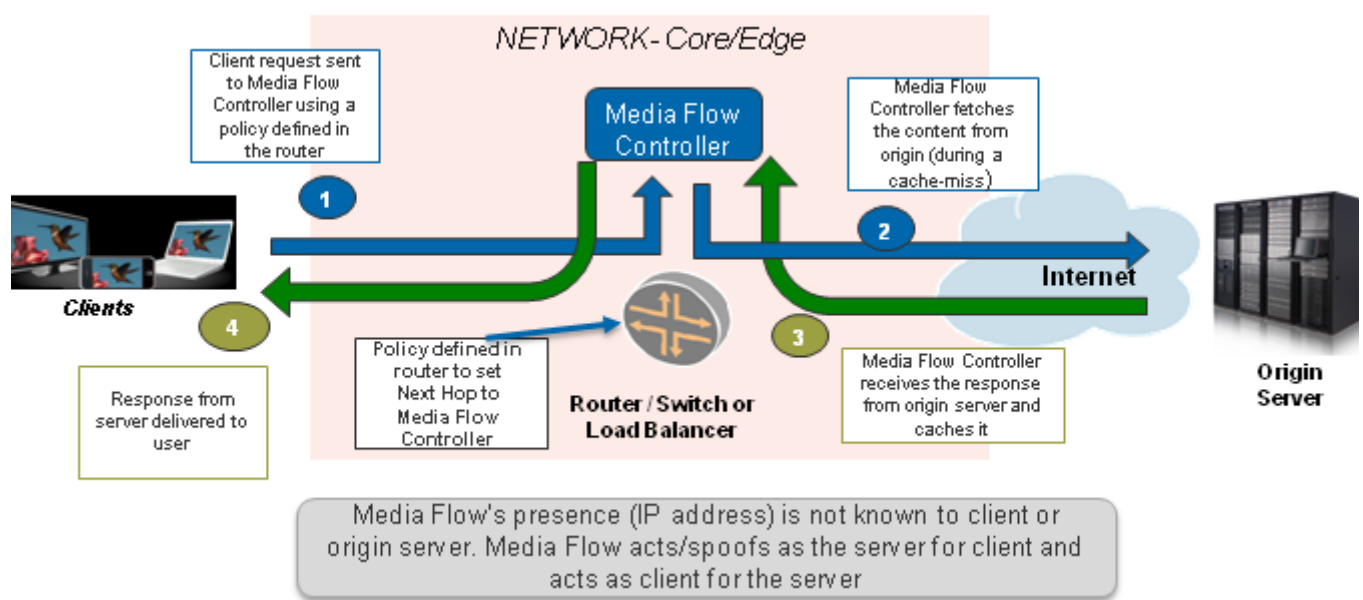 NETWORK- Core/Edge
Client request sent
to Media Flow
Controller using a
policy defined in
the router
Media Flow
Controller
Media Flow
Controller fetches
the content from
origin (during a
cache-miss)
1
2
Internet
Clients
4
3
Policy defined in
router to set
Next Hop to
Media Flow
Controller
Router / Switch or
Load Balancer
Media Flow Controller
receives the response
from origin server and
caches it
Origin
Server
Response from
server delivered to
user
Media Flow's presence (IP address) is not known to client or
origin server. Media Flow acts/spoofs as the server for client and
acts as client for the server